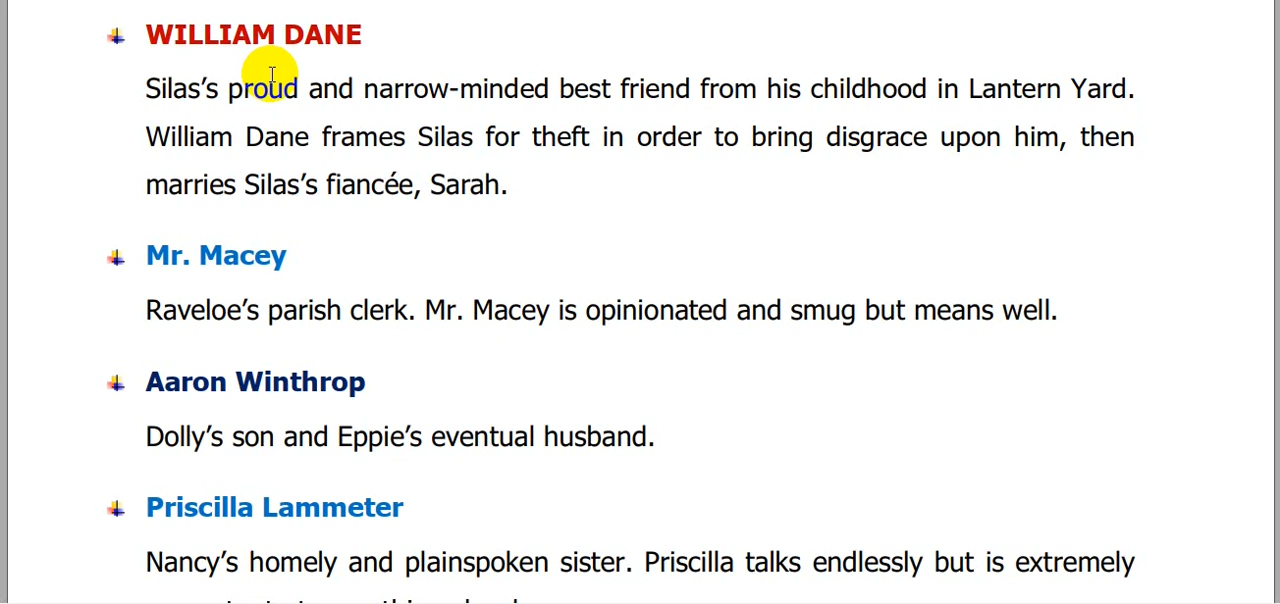 WILLIAM DANE
Silas’s proud and narrow-minded best friend from his childhood in Lantern Yard.
William Dane frames Silas for theft in order to bring disgrace upon him, then
marries Silas’s fiancée, Sarah.
Mr. Macey
Raveloe’s parish clerk. Mr. Macey is opinionated and smug but means well.
Aaron Winthrop
Dolly’s son and Eppie’s eventual husband.
Priscilla Lammeter
Nancy’s homely and plainspoken sister. Priscilla talks endlessly but is extremely